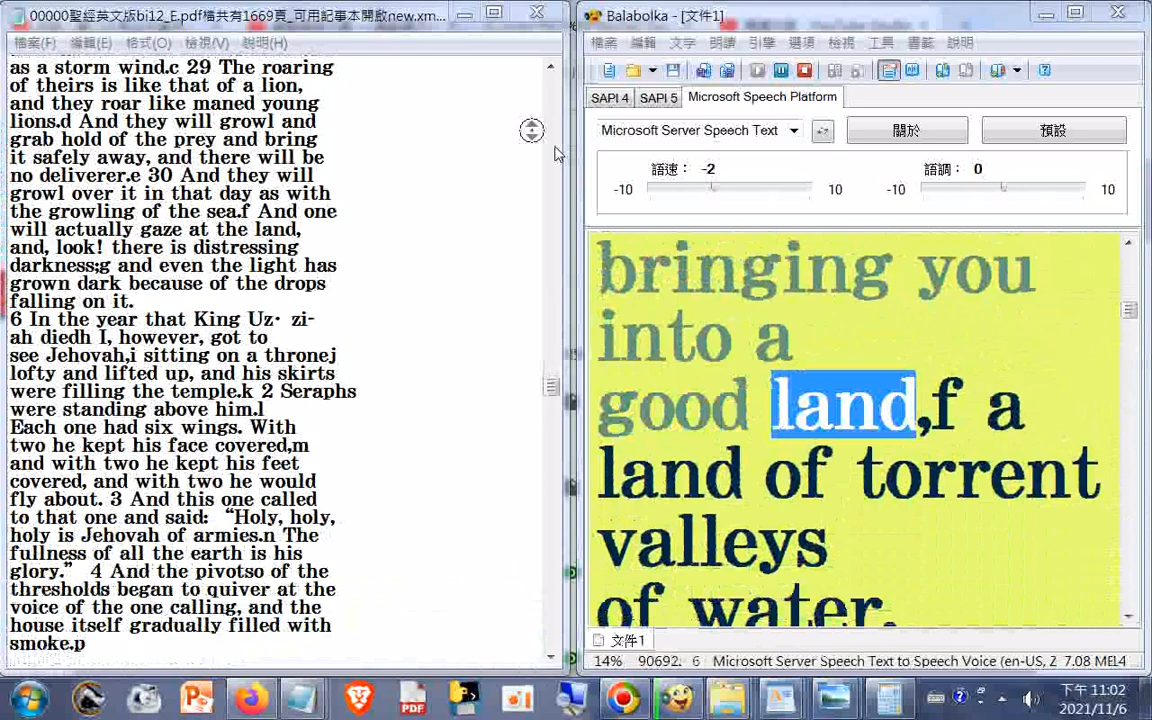 00000聖經英文版bi12_E.pdf檔共有1669頁_可用記事本開啟new.xm...
檔案(F) 編輯(E) 格式(O) 檢視(V) 說明(H)
as a storm wind.c 29 The roaring
of theirs is like that of a lion,
and they roar like maned young
lions.d And they will growl and
grab hold of the prey and bring
it safely away, and there will be
no deliverer.e 30 And they will
growl over it in that day as with
the growling of the sea.f And one
will actually gaze at the land,
and, look! there is distressing
darkness;g and even the light has
grown dark because of the drops
falling on it.
6 In the year that King Uz· zi-
ah diedh I, however, got to
see Jehovah,i sitting on a thronej
lofty and lifted up, and his skirts
were filling the temple.k 2 Seraphs
were standing above him.l
Each one had six wings. With
two he kept his face covered,m
and with two he kept his feet
covered, and with two he would
fly about. 3 And this one called
to that one and said: “Holy, holy,
holy is Jehovah of armies.n The
fullness of all the earth is his
glory.” 4 And the pivotso of the
thresholds began to quiver at the
voice of the one calling, and the
house itself gradually filled with
smoke.p
Balabolka - [文件1]
檔案 編輯 文字 朗讀 引擎 選項 檢視 工具 書籤 說明
SAPI 4 SAPI 5 Microsoft Speech Platform
Microsoft Server Speech Text 關於 預設
語速： -2 語調： 0
-10 10 -10 10
bringing you
into a
good land,f a
land of torrent
valleys
of water,
文件1
14% 90692. 6 Microsoft Server Speech Text to Speech Voice (en-US, Z 7.08 ME14
PDF
下午 11:02
2021/11/6